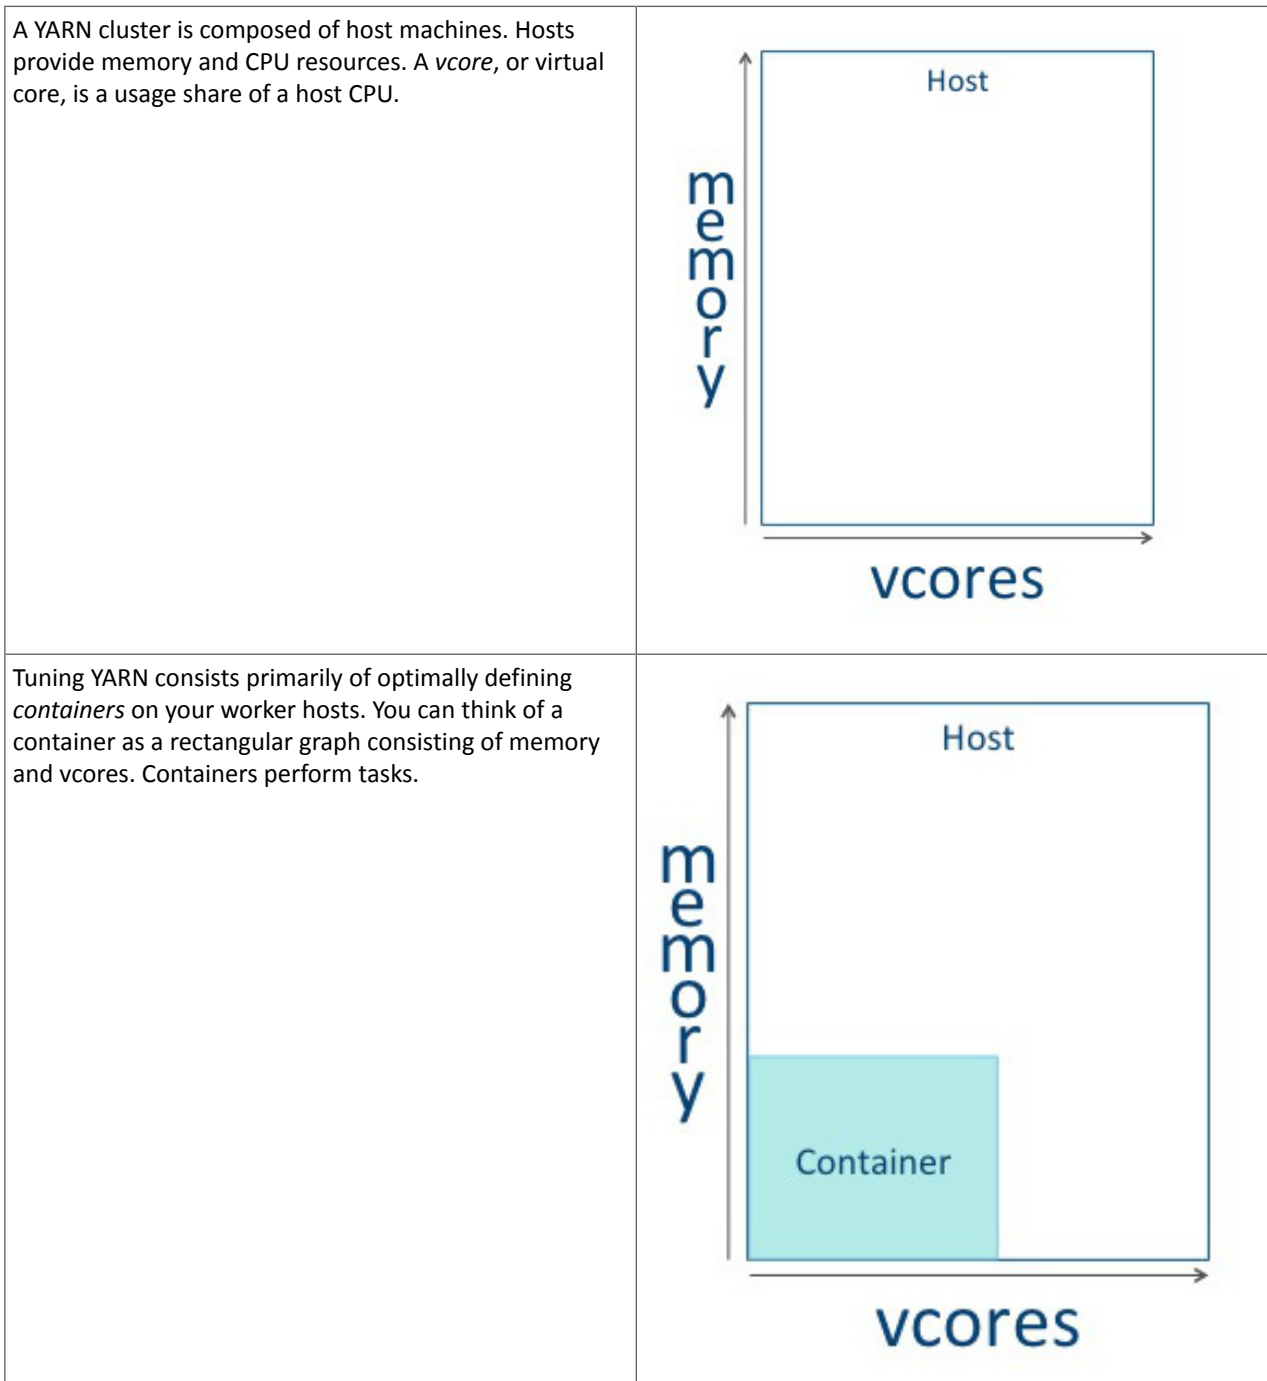 A YARN cluster is composed of host machines. Hosts
provide memory and CPU resources. A vcore, or virtual
core, is a usage share of a host CPU.
Host
memory
vcores
Tuning YARN consists primarily of optimally defining
containers on your worker hosts. You can think of a
container as a rectangular graph consisting of memory
and vcores. Containers perform tasks.
Host
memory
Container
vcores